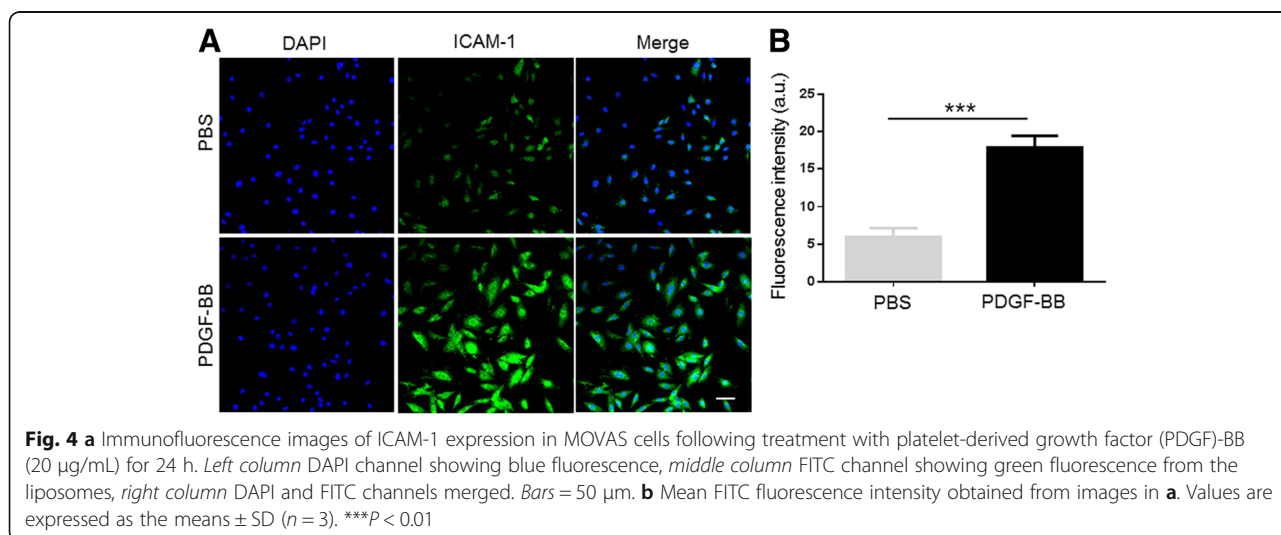 A
DAPI
ICAM-1
Merge
PBS
PDGF-BB
B
Fluorescence intensity (a.u.)
25
20
15
10
5
0
***
PBS
PDGF-BB
Fig. 4 a Immunofluorescence images of ICAM-1 expression in MOVAS cells following treatment with platelet-derived growth factor (PDGF)-BB
(20 μg/mL) for 24 h. Left column DAPI channel showing blue fluorescence, middle column FITC channel showing green fluorescence from the
liposomes, right column DAPI and FITC channels merged. Bars = 50 μm. b Mean FITC fluorescence intensity obtained from images in a. Values are
expressed as the means ± SD (n = 3). ***P < 0.01